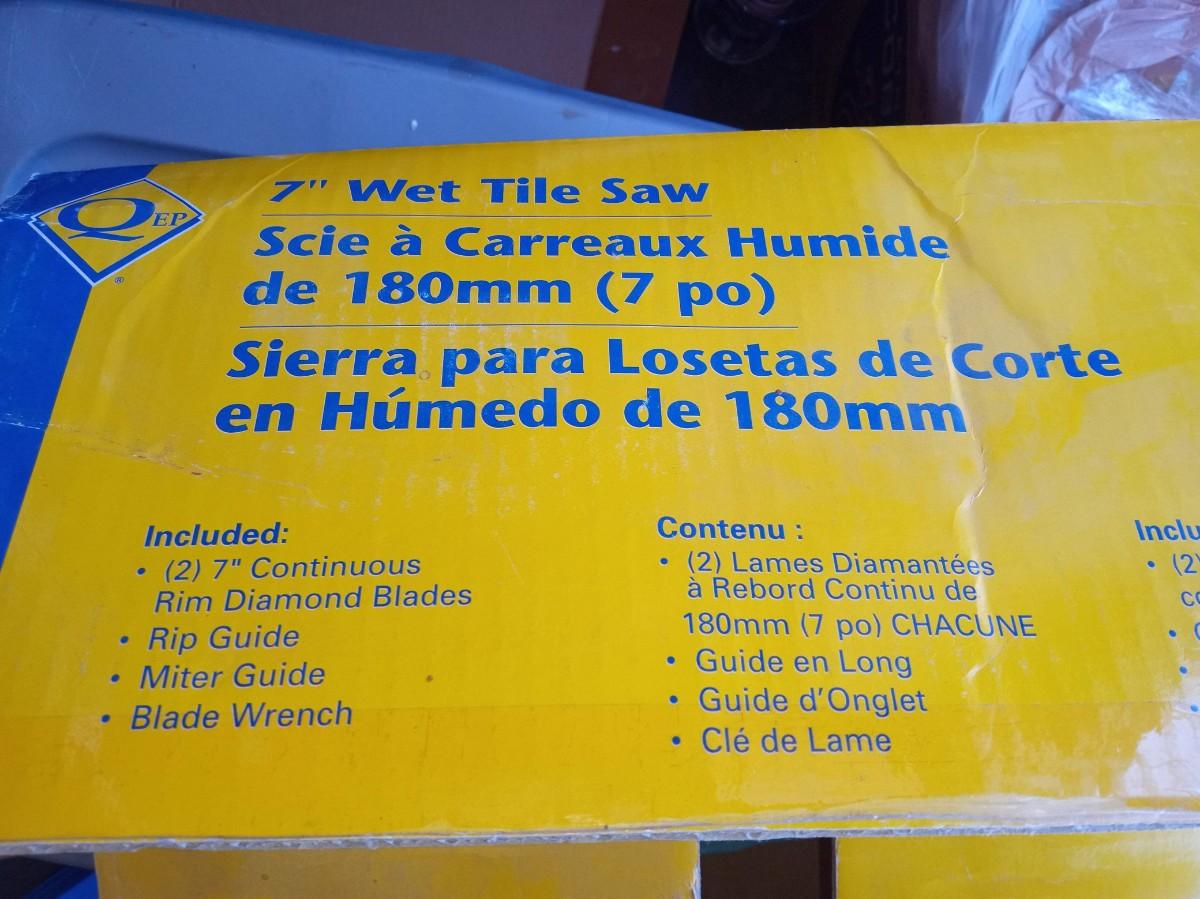 QEP
®
7" Wet Tile Saw
Scie à Carreaux Humide
de 180mm (7 po)
Sierra para Losetas de Corte
en Húmedo de 180mm
Included:
• (2) 7" Continuous
Rim Diamond Blades
• Rip Guide
• Miter Guide
• Blade Wrench
Contenu :
• (2) Lames Diamantées
à Rebord Continu de
180mm (7 po) CHACUNE
• Guide en Long
• Guide d'Onglet
• Clé de Lame
Inclu
• (2)